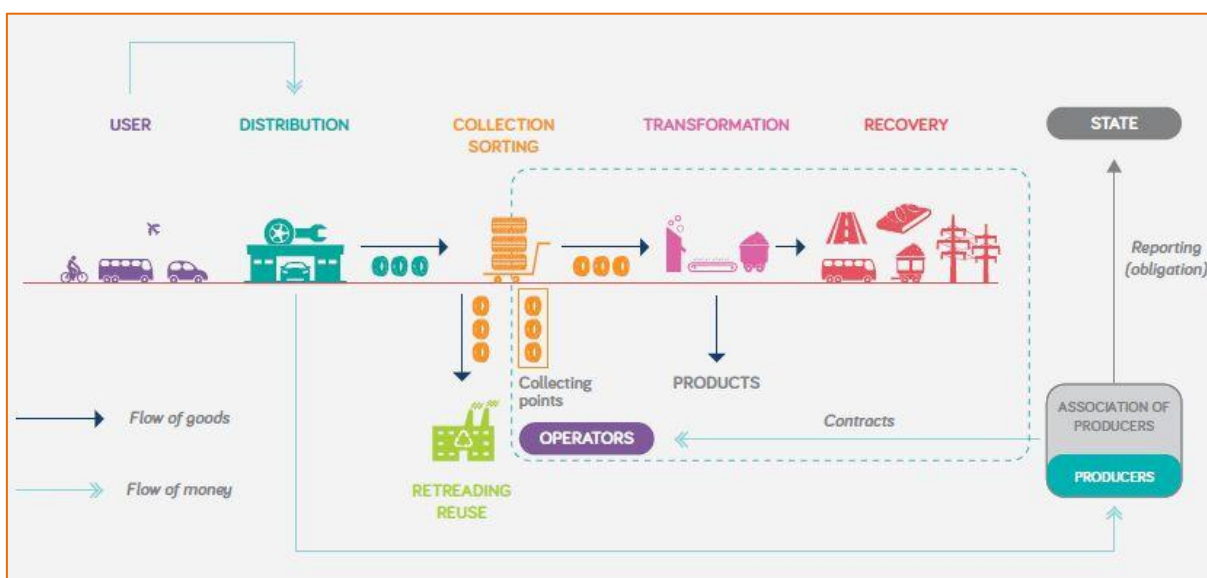 USER
DISTRIBUTION
COLLECTION
SORTING
TRANSFORMATION
RECOVERY
STATE
Reporting
(obligation)
Collecting
points
PRODUCTS
OPERATORS
Contracts
ASSOCIATION OF
PRODUCERS
PRODUCERS
Flow of goods
Flow of money
RETREADING
REUSE